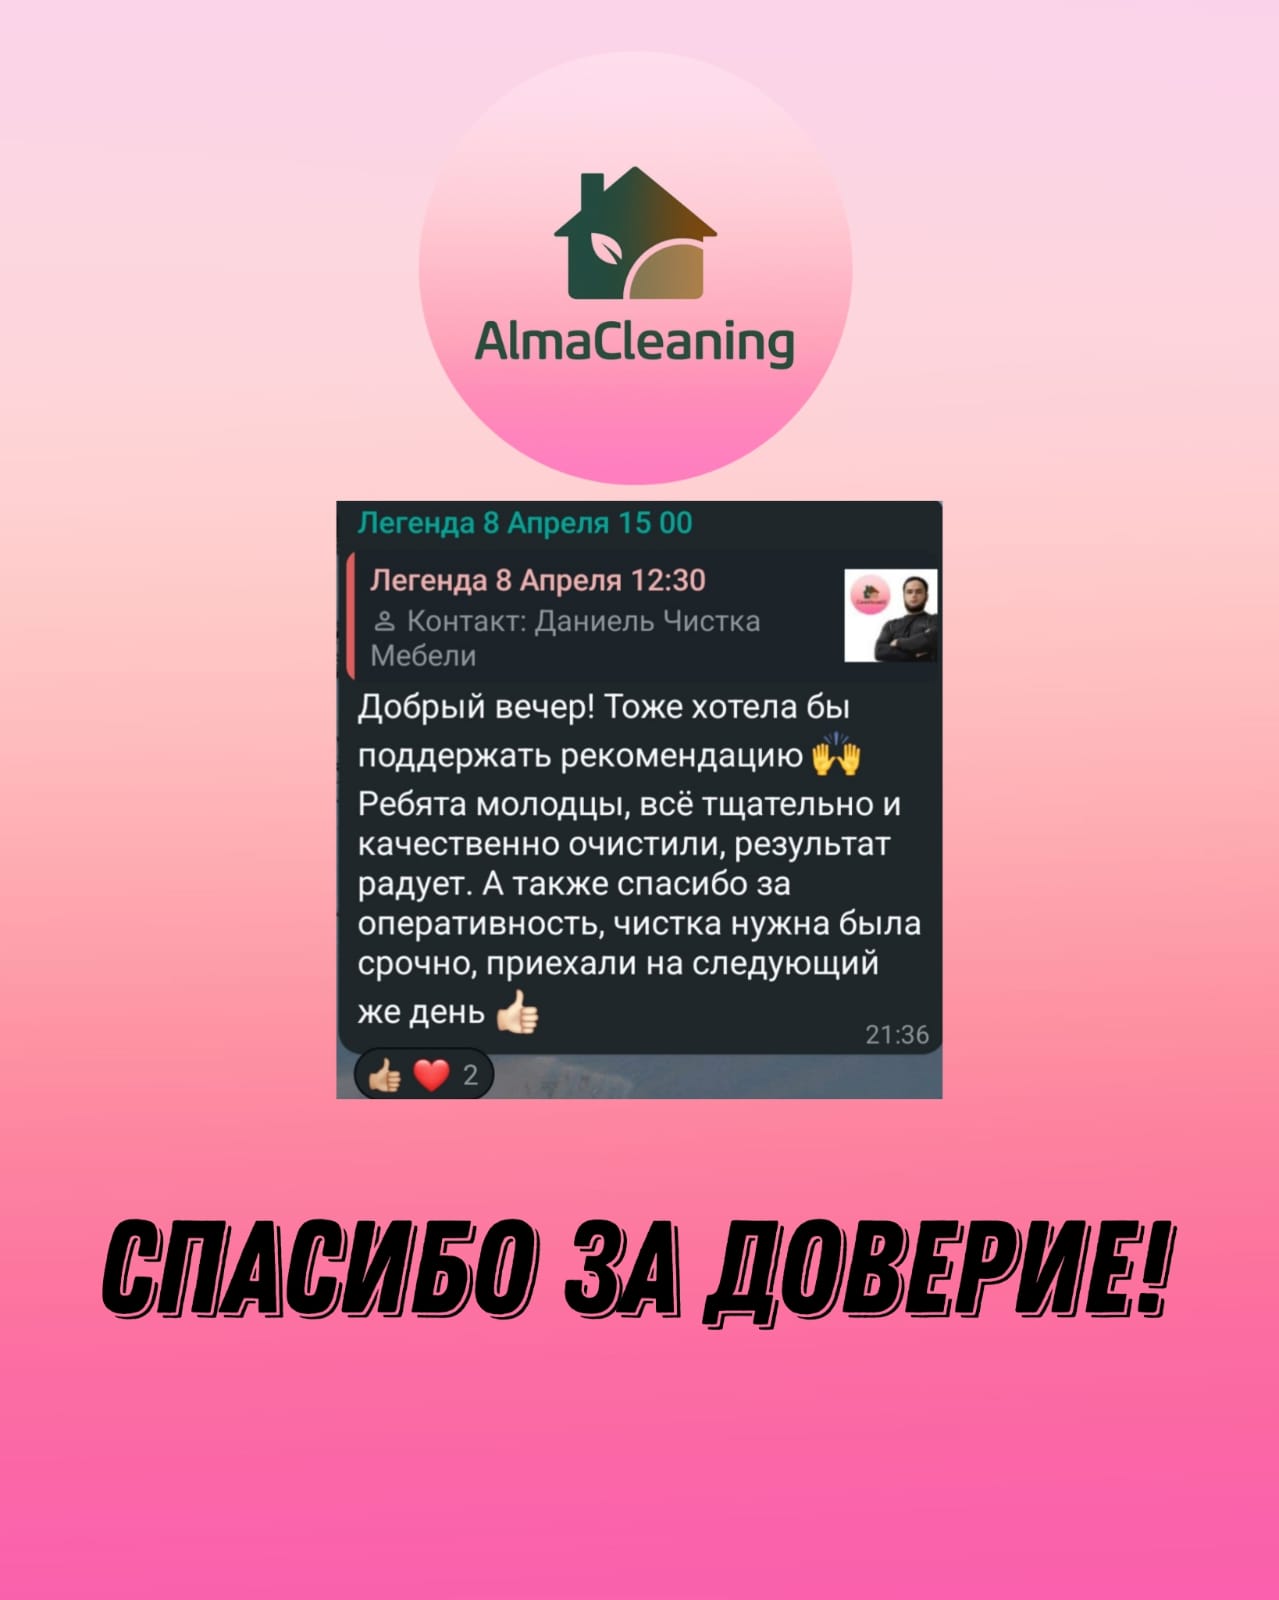 AlmaCleaning
Легенда 8 Апреля 15 00
Легенда 8 Апреля 12:30
Контакт: Даниель Чистка
Мебели
Добрый вечер! Тоже хотела бы
поддержать рекомендацию 🙌
Ребята молодцы, всё тщательно и
качественно очистили, результат
радует. А также спасибо за
оперативность, чистка нужна была
срочно, приехали на следующий
же день 👍🏻
21:36
👍🏼 ❤️ 2
СПАСИБО ЗА ДОВЕРИЕ!